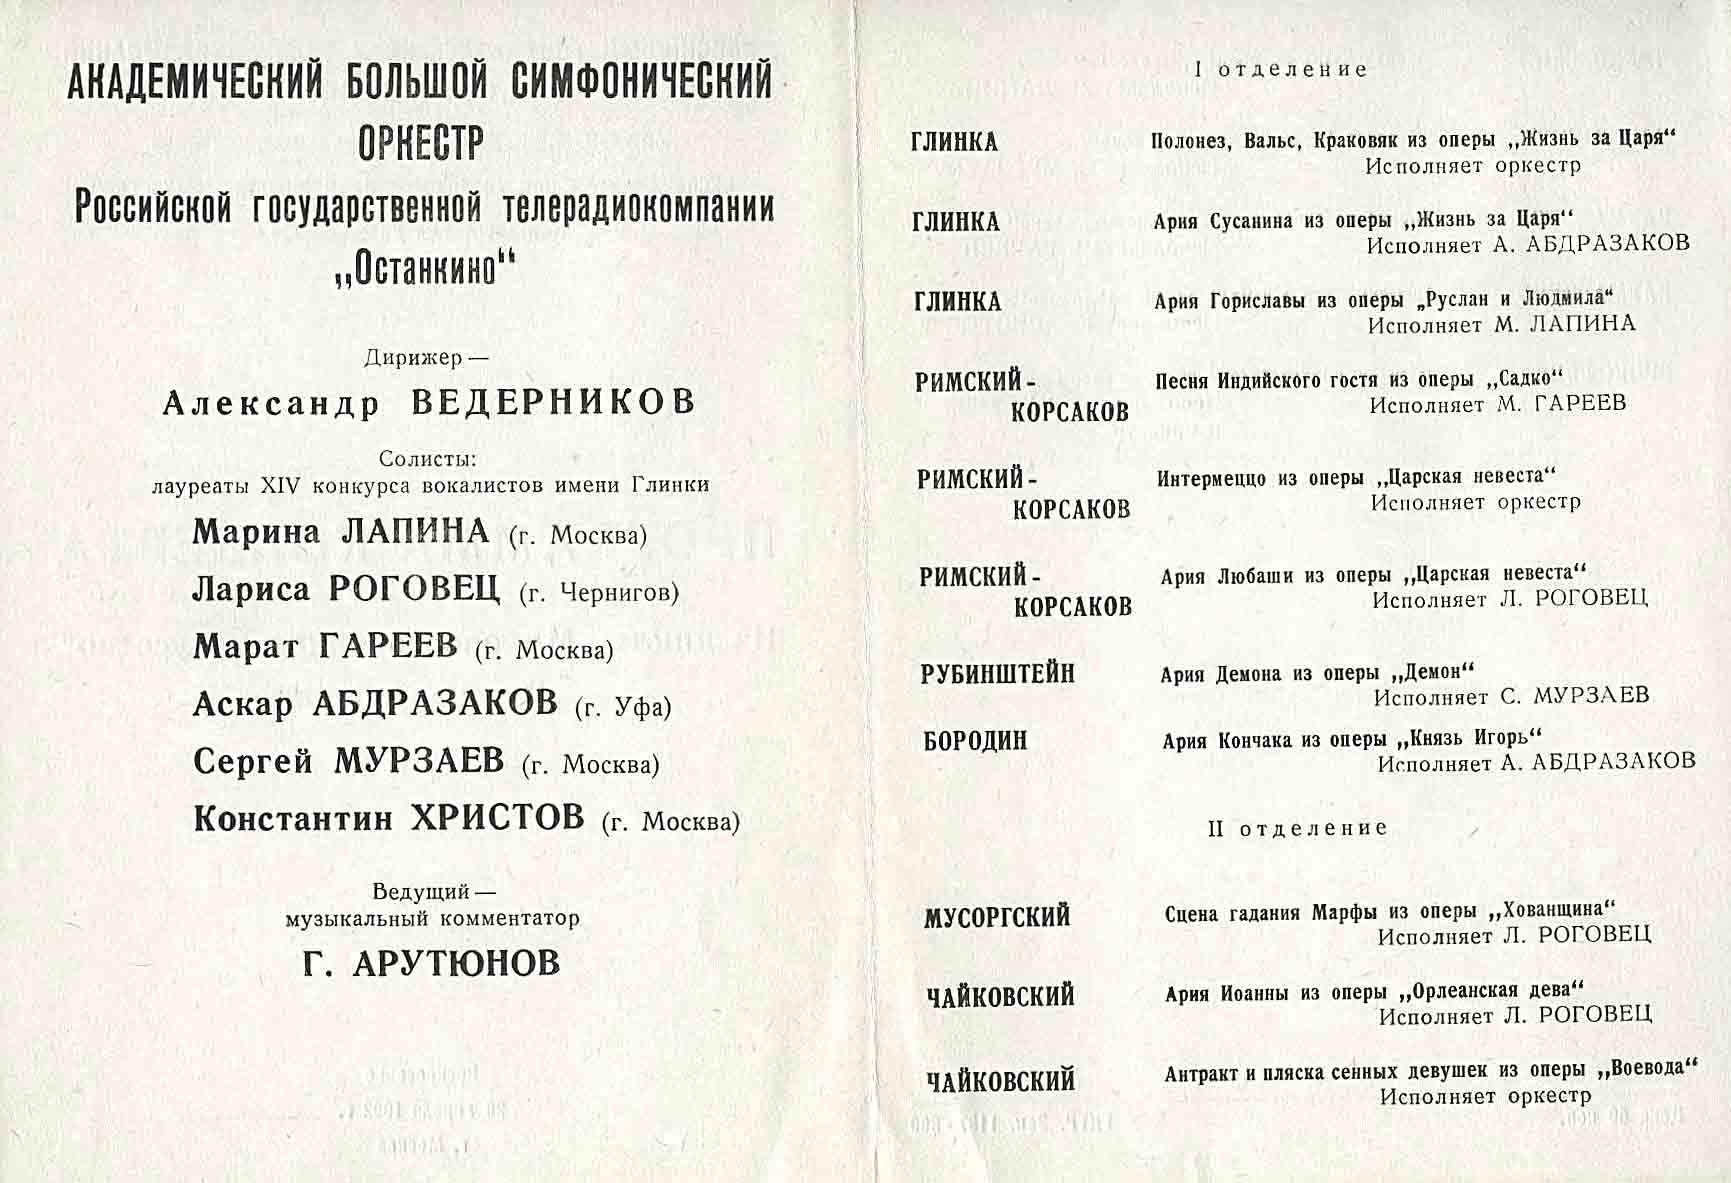 АКАДЕМИЧЕСКИЙ БОЛЬШОЙ СИМФОНИЧЕСКИЙ
ОРКЕСТР
Российской государственной телерадиокомпании
„Останкино“
Дирижер —
Александр ВЕДЕРНИКОВ
Солисты:
лауреаты XIV конкурса вокалистов имени Глинки
Марина ЛАПИНА (г. Москва)
Лариса РОГОВЕЦ (г. Чернигов)
Марат ГАРЕЕВ (г. Москва)
Аскар АБДРАЗАКОВ (г. Уфа)
Сергей МУРЗАЕВ (г. Москва)
Константин ХРИСТОВ (г. Москва)
Ведущий —
музыкальный комментатор
Г. АРУТЮНОВ
I отделение
ГЛИНКА Полонез, Вальс, Краковяк из оперы „Жизнь за Царя“
Исполняет оркестр
ГЛИНКА Ария Сусанина из оперы „Жизнь за Царя“
Исполняет А. АБДРАЗАКОВ
ГЛИНКА Ария Гориславы из оперы „Руслан и Людмила“
Исполняет М. ЛАПИНА
РИМСКИЙ- Песня Индийского гостя из оперы „Садко“
КОРСАКОВ Исполняет М. ГАРЕЕВ
РИМСКИЙ- Интермеццо из оперы „Царская невеста“
КОРСАКОВ Исполняет оркестр
РИМСКИЙ- Ария Любаши из оперы „Царская невеста“
КОРСАКОВ Исполняет Л. РОГОВЕЦ
РУБИНШТЕЙН Ария Демона из оперы „Демон“
Исполняет С. МУРЗАЕВ
БОРОДИН Ария Кончака из оперы „Князь Игорь“
Исполняет А. АБДРАЗАКОВ
II отделение
МУСОРГСКИЙ Сцена гадания Марфы из оперы „Хованщина“
Исполняет Л. РОГОВЕЦ
ЧАЙКОВСКИЙ Ария Иоанны из оперы „Орлеанская дева“
Исполняет Л. РОГОВЕЦ
ЧАЙКОВСКИЙ Антракт и пляска сенных девушек из оперы „Воевода“
Исполняет оркестр